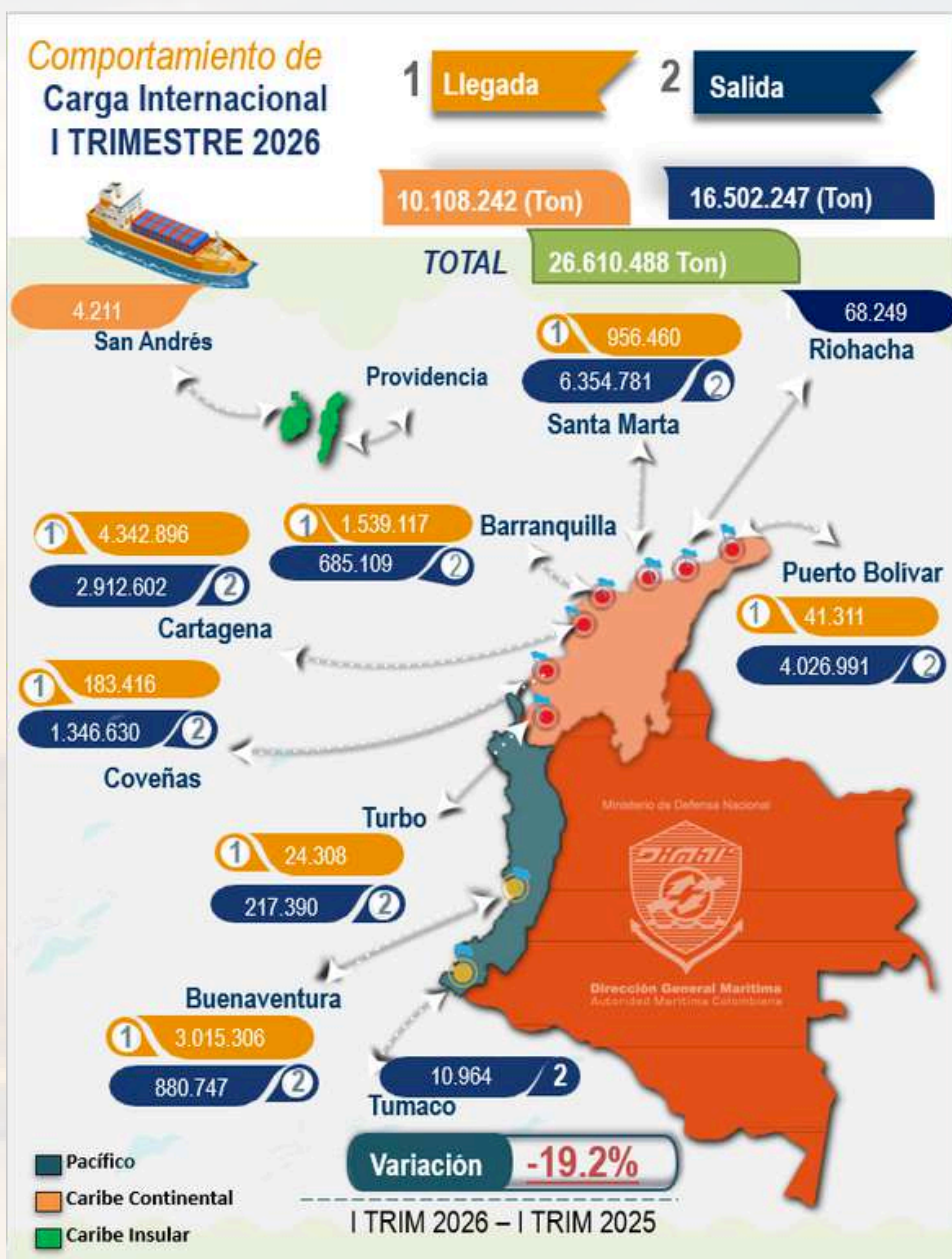 Comportamiento de
Carga Internacional
I TRIMESTRE 2026
1 Llegada
2 Salida
10.108.242 (Ton)
16.502.247 (Ton)
TOTAL 26.610.488 Ton)
4.211
San Andrés
Providencia
1 956.460
6.354.781 2
Santa Marta
68.249
Riohacha
1 4.342.896
2.912.602 2
Cartagena
1 1.539.117
685.109 2
Barranquilla
Puerto Bolívar
1 41.311
4.026.991 2
1 183.416
1.346.630 2
Coveñas
Turbo
1 24.308
217.390 2
Ministerio de Defensa Nacional
Dimar
Dirección General Marítima
Autoridad Marítima Colombiana
Buenaventura
1 3.015.306
880.747 2
10.964 2
Tumaco
Pacífico
Caribe Continental
Caribe Insular
Variación -19.2%
I TRIM 2026 – I TRIM 2025